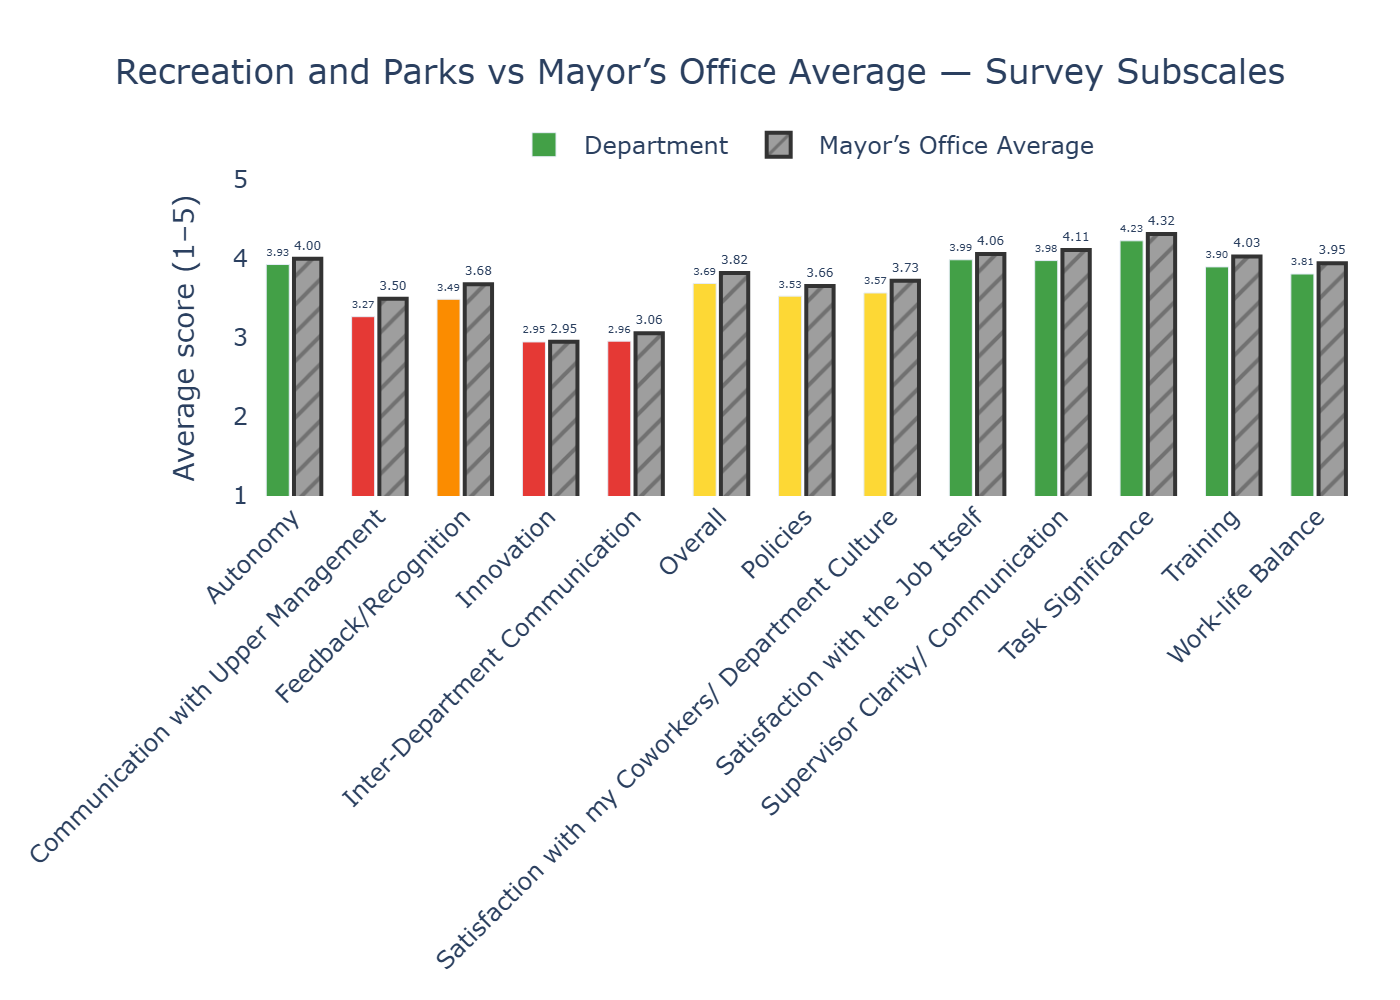 Recreation and Parks vs Mayor’s Office Average — Survey Subscales
Department
Mayor’s Office Average
Average score (1–5)
5
4
3
2
1
3.93
4.00
3.27
3.50
3.49
3.68
2.95
2.95
2.96
3.06
3.69
3.82
3.53
3.66
3.57
3.73
3.99
4.06
3.98
4.11
4.23
4.32
3.90
4.03
3.81
3.95
Autonomy
Communication with Upper Management
Feedback/Recognition
Innovation
Inter-Department Communication
Overall
Policies
Satisfaction with my Coworkers/ Department Culture
Satisfaction with the Job Itself
Supervisor Clarity/ Communication
Task Significance
Training
Work-life Balance